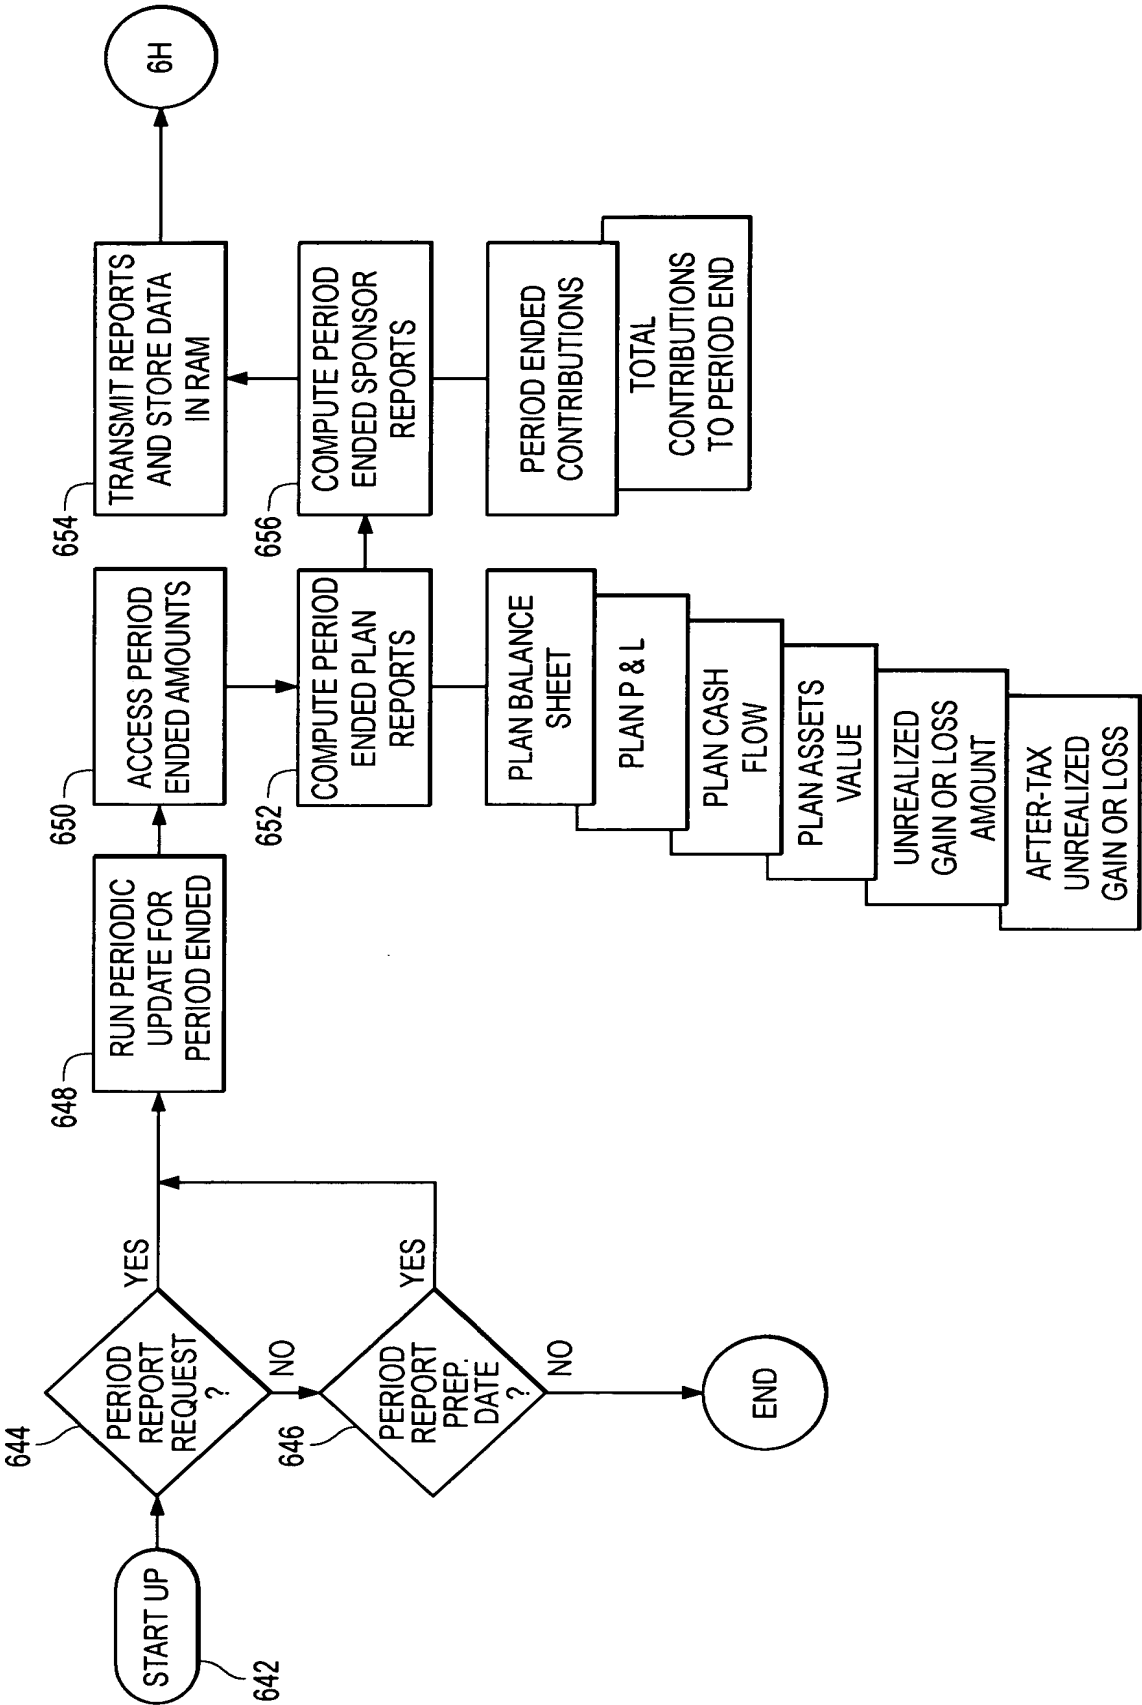 642
START UP
644
PERIOD
REPORT
REQUEST
?
YES
NO
646
PERIOD
REPORT
PREP.
DATE
?
YES
NO
END
648
RUN PERIODIC
UPDATE FOR
PERIOD ENDED
650
ACCESS PERIOD
ENDED AMOUNTS
652
COMPUTE PERIOD
ENDED PLAN
REPORTS
PLAN BALANCE
SHEET
PLAN P & L
PLAN CASH
FLOW
PLAN ASSETS
VALUE
UNREALIZED
GAIN OR LOSS
AMOUNT
AFTER-TAX
UNREALIZED
GAIN OR LOSS
654
TRANSMIT REPORTS
AND STORE DATA
IN RAM
656
COMPUTE PERIOD
ENDED SPONSOR
REPORTS
PERIOD ENDED
CONTRIBUTIONS
TOTAL
CONTRIBUTIONS
TO PERIOD END
6H